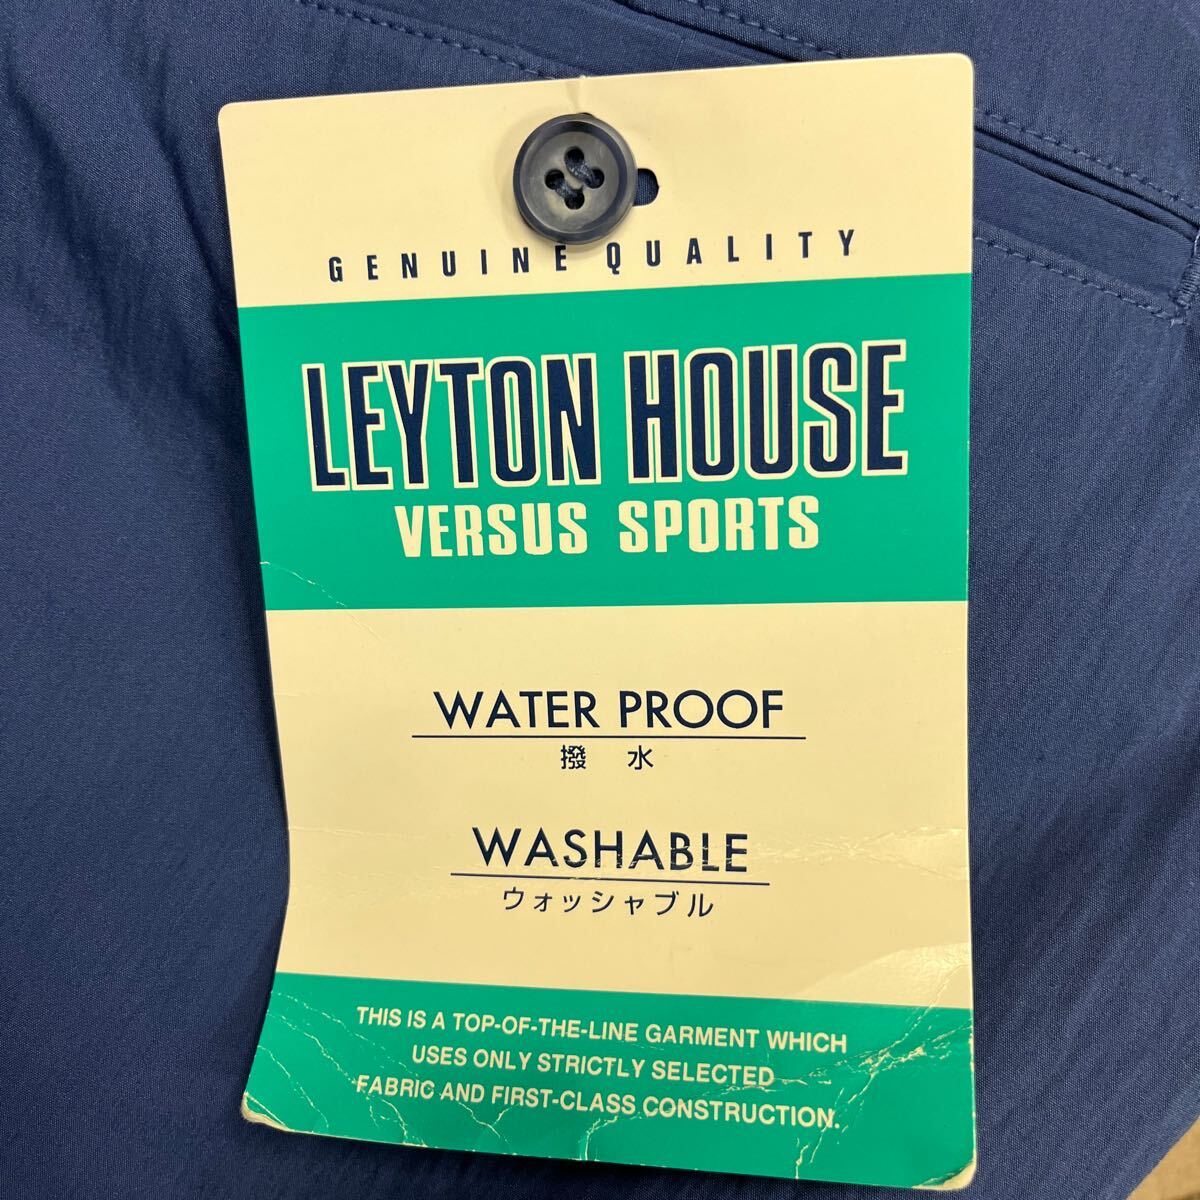 GENUINE QUALITY
LEYTON HOUSE
VERSUS SPORTS
WATER PROOF
撥水
WASHABLE
ウォッシャブル
THIS IS A TOP-OF-THE-LINE GARMENT WHICH
USES ONLY STRICTLY SELECTED
FABRIC AND FIRST-CLASS CONSTRUCTION.